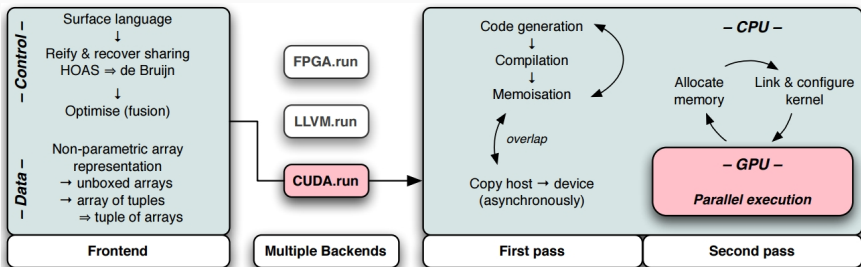 – Control –
Surface language
↓
Reify & recover sharing
HOAS ⇒ de Bruijn
↓
Optimise (fusion)
– Data –
Non-parametric array
representation
→ unboxed arrays
→ array of tuples
⇒ tuple of arrays
Frontend
FPGA.run
LLVM.run
CUDA.run
Multiple Backends
Code generation
↓
Compilation
↓
Memoisation
overlap
Copy host → device
(asynchronously)
First pass
– CPU –
Allocate
memory
Link & configure
kernel
– GPU –
Parallel execution
Second pass